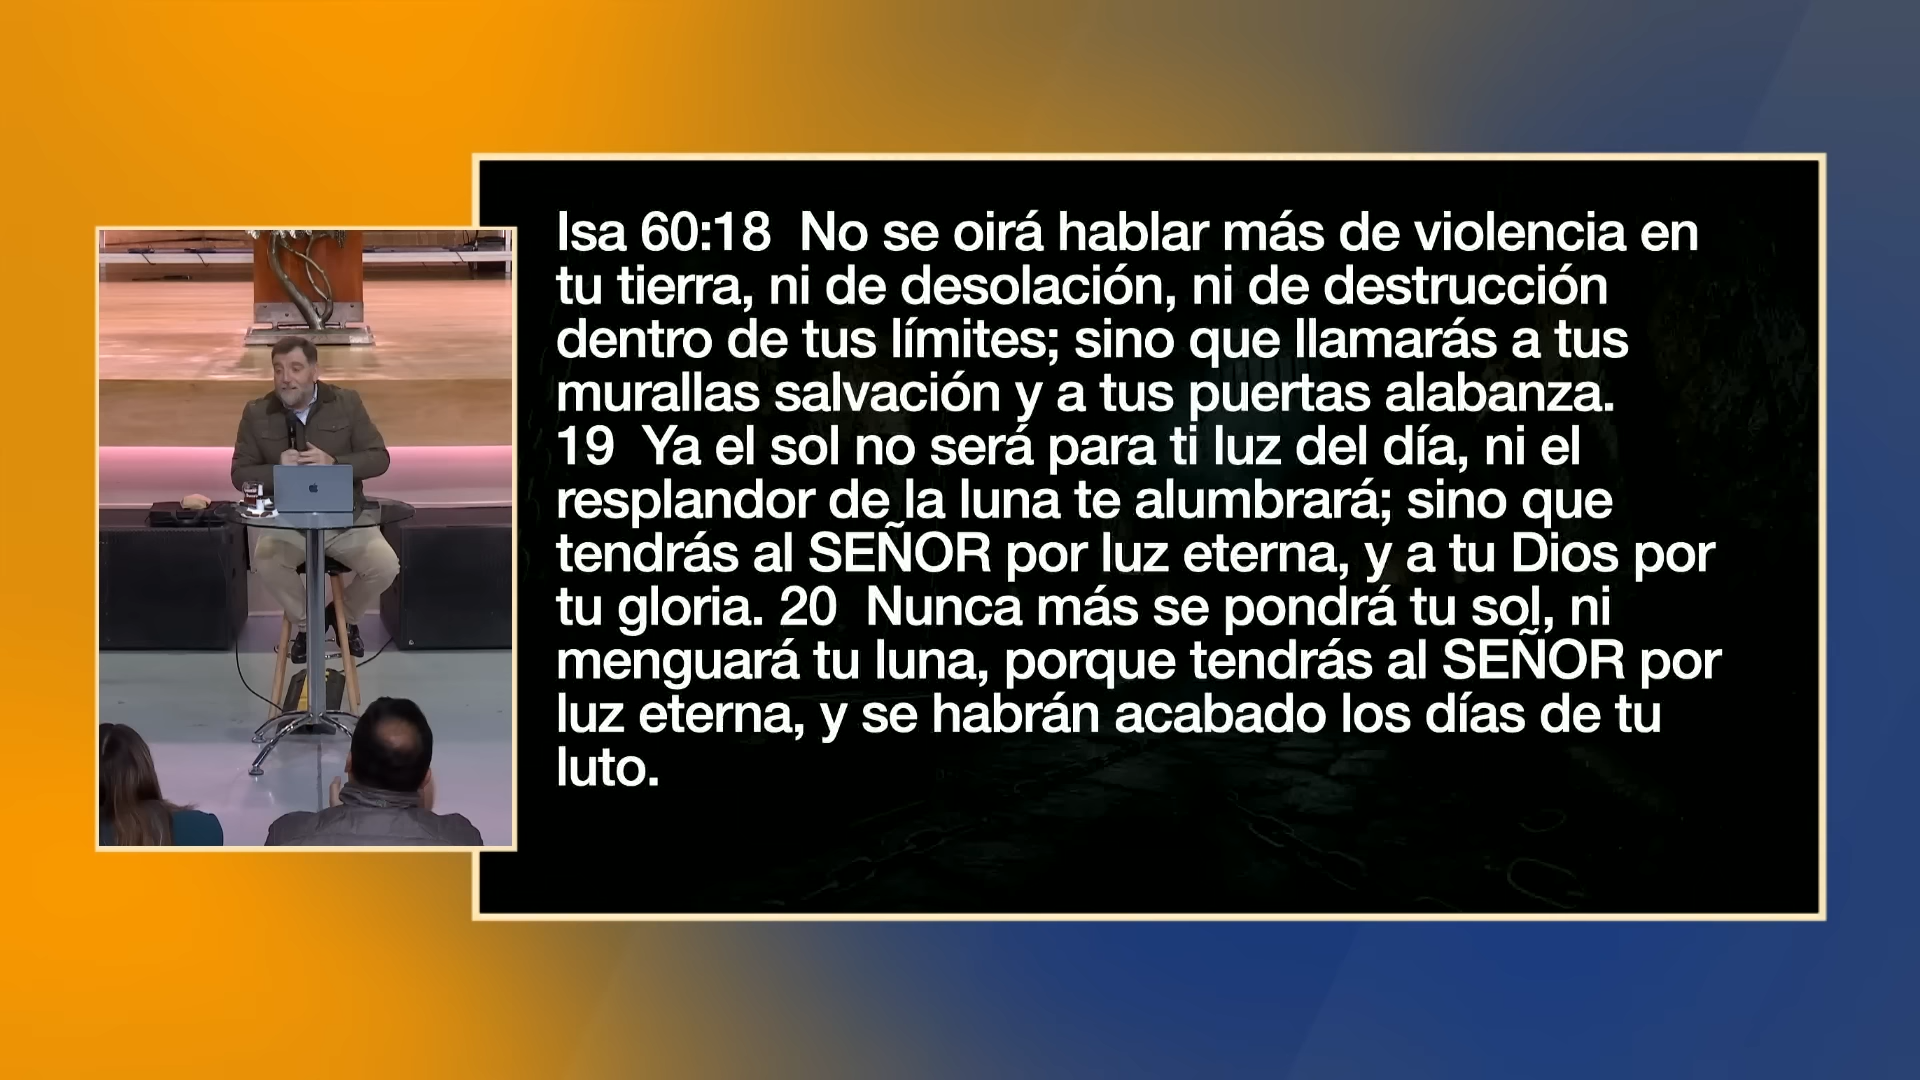 Isa 60:18  No se oirá hablar más de violencia en
tu tierra, ni de desolación, ni de destrucción
dentro de tus límites; sino que llamarás a tus
murallas salvación y a tus puertas alabanza.
19  Ya el sol no será para ti luz del día, ni el
resplandor de la luna te alumbrará; sino que
tendrás al SEÑOR por luz eterna, y a tu Dios por
tu gloria. 20  Nunca más se pondrá tu sol, ni
menguará tu luna, porque tendrás al SEÑOR por
luz eterna, y se habrán acabado los días de tu
luto.